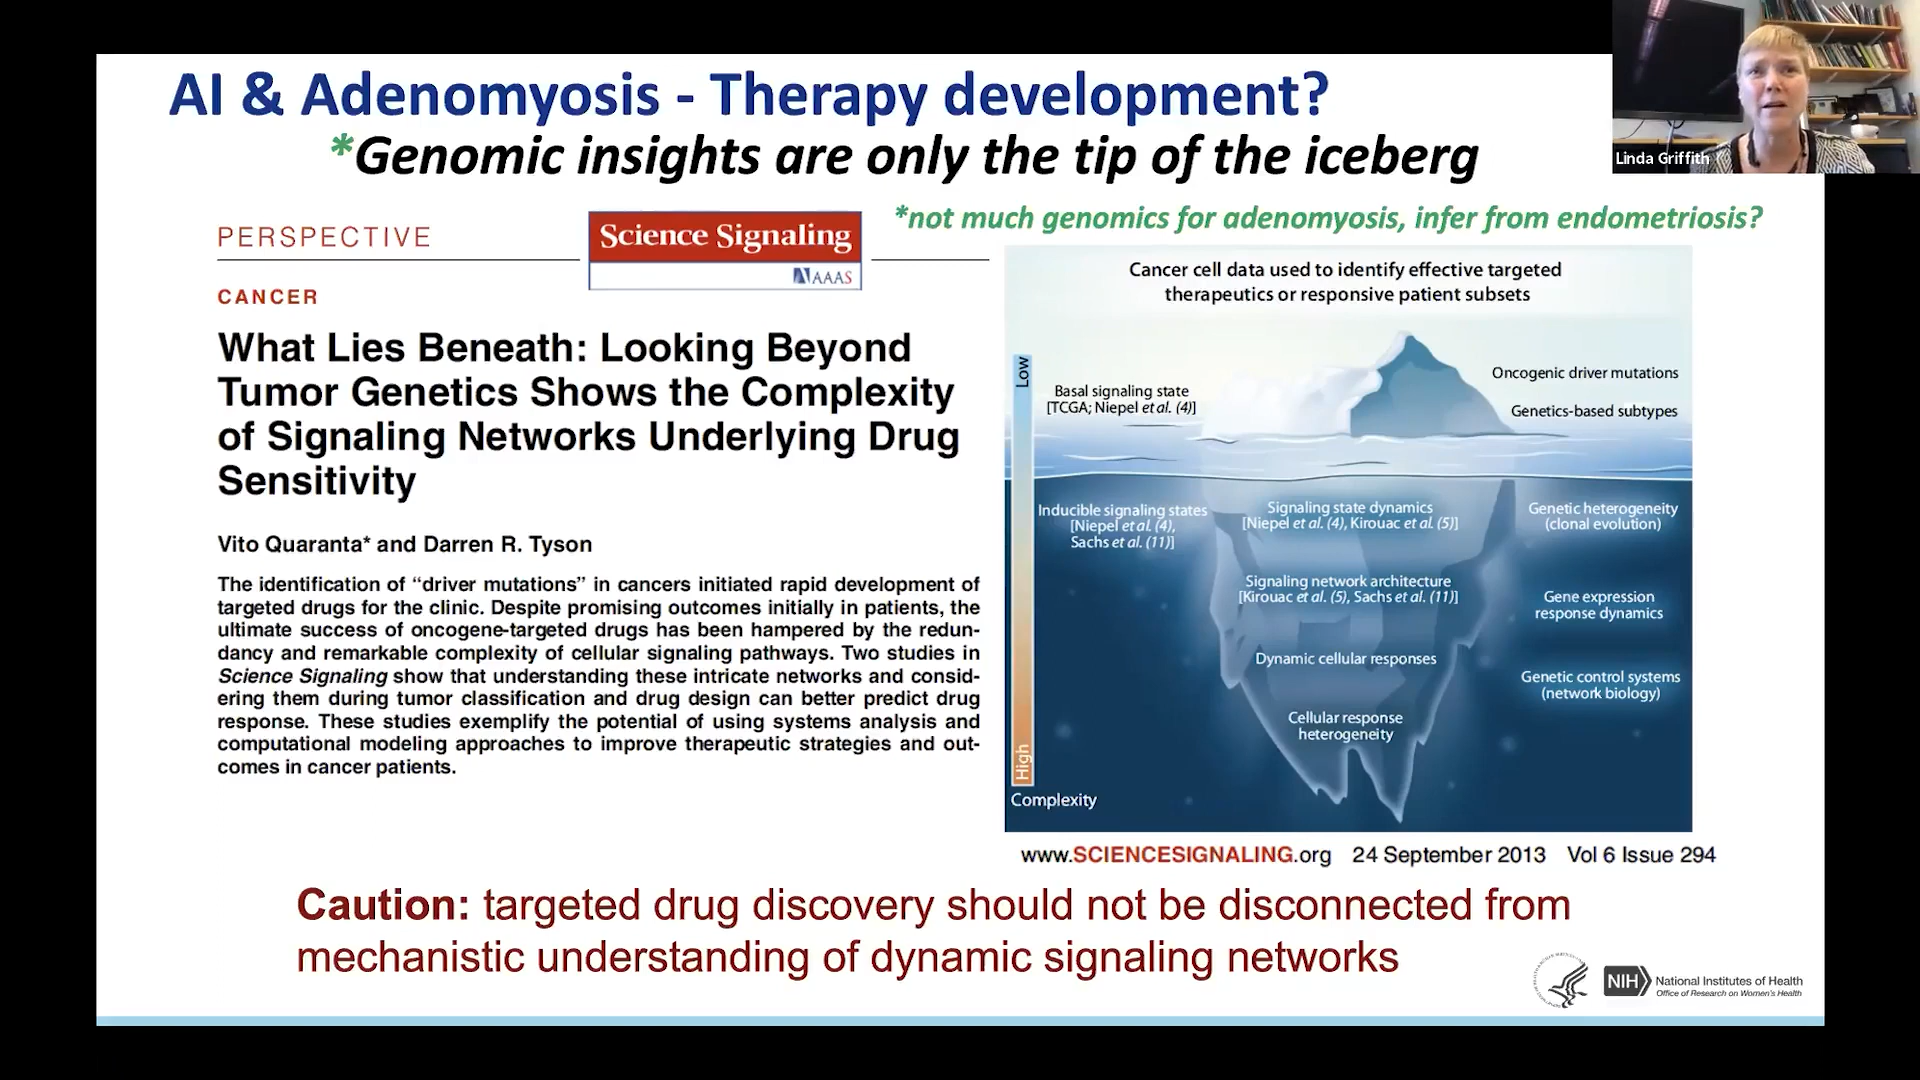 AI & Adenomyosis - Therapy development?
*Genomic insights are only the tip of the iceberg
Linda Griffith
*not much genomics for adenomyosis, infer from endometriosis?
PERSPECTIVE
Science Signaling
AAAS
CANCER
What Lies Beneath: Looking Beyond
Tumor Genetics Shows the Complexity
of Signaling Networks Underlying Drug
Sensitivity
Vito Quaranta* and Darren R. Tyson
The identification of “driver mutations” in cancers initiated rapid development of
targeted drugs for the clinic. Despite promising outcomes initially in patients, the
ultimate success of oncogene-targeted drugs has been hampered by the redun-
dancy and remarkable complexity of cellular signaling pathways. Two studies in
Science Signaling show that understanding these intricate networks and consid-
ering them during tumor classification and drug design can better predict drug
response. These studies exemplify the potential of using systems analysis and
computational modeling approaches to improve therapeutic strategies and out-
comes in cancer patients.
Cancer cell data used to identify effective targeted
therapeutics or responsive patient subsets
Low
Basal signaling state
[TCGA; Niepel et al. (4)]
Oncogenic driver mutations
Genetics-based subtypes
Inducible signaling states
[Niepel et al. (4),
Sachs et al. (11)]
Signaling state dynamics
[Niepel et al. (4), Kirouac et al. (5)]
Genetic heterogeneity
(clonal evolution)
Signaling network architecture
[Kirouac et al. (5), Sachs et al. (11)]
Gene expression
response dynamics
Dynamic cellular responses
Genetic control systems
(network biology)
Cellular response
heterogeneity
High
Complexity
www.SCIENCESIGNALING.org 24 September 2013 Vol 6 Issue 294
Caution: targeted drug discovery should not be disconnected from
mechanistic understanding of dynamic signaling networks
NIH
National Institutes of Health
Office of Research on Women's Health